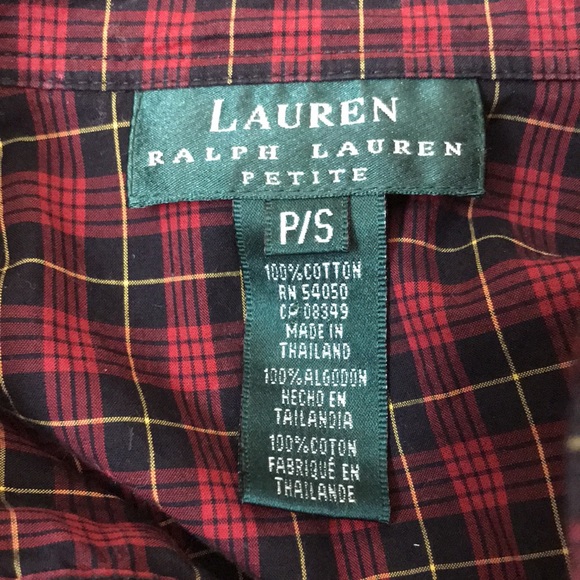 LAUREN
RALPH LAUREN
PETITE
P/S
100%COTTON
RN 54050
CA 08349
MADE IN
THAILAND
100%ALGODON
HECHO EN
TAILANDIA
100%COTON
FABRIQUÉ EN
THAILANDE